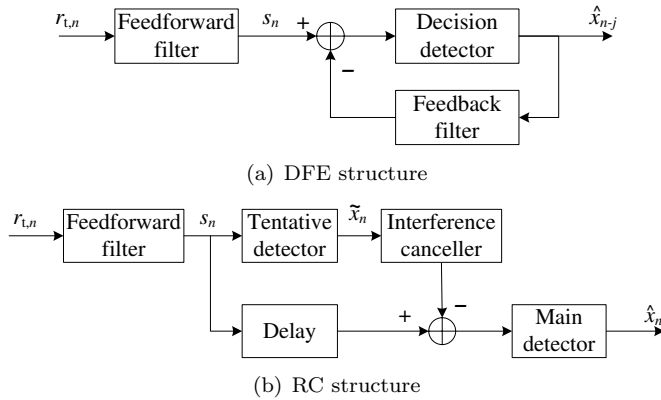 r_{t,n}
Feedforward
filter
s_n
+
−
Decision
detector
x̂_{n-j}
Feedback
filter
(a) DFE structure
r_{t,n}
Feedforward
filter
s_n
Tentative
detector
x̃_n
Interference
canceller
Delay
+
−
Main
detector
x̂_n
(b) RC structure